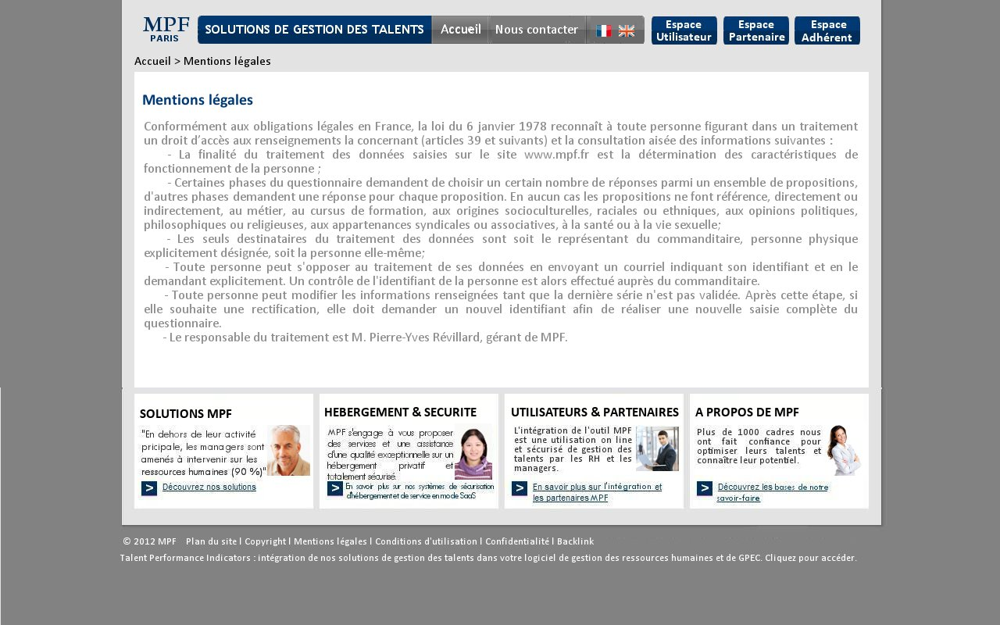 MPF
PARIS
SOLUTIONS DE GESTION DES TALENTS
Accueil
Nous contacter
Espace
Utilisateur
Espace
Partenaire
Espace
Adhérent
Accueil > Mentions légales
Mentions légales
Conformément aux obligations légales en France, la loi du 6 janvier 1978 reconnaît à toute personne figurant dans un traitement
un droit d’accès aux renseignements la concernant (articles 39 et suivants) et la consultation aisée des informations suivantes :
- La finalité du traitement des données saisies sur le site www.mpf.fr est la détermination des caractéristiques de
fonctionnement de la personne ;
- Certaines phases du questionnaire demandent de choisir un certain nombre de réponses parmi un ensemble de propositions,
d'autres phases demandent une réponse pour chaque proposition. En aucun cas les propositions ne font référence, directement ou
indirectement, au métier, au cursus de formation, aux origines socioculturelles, raciales ou ethniques, aux opinions politiques,
philosophiques ou religieuses, aux appartenances syndicales ou associatives, à la santé ou à la vie sexuelle;
- Les seuls destinataires du traitement des données sont soit le représentant du commanditaire, personne physique
explicitement désignée, soit la personne elle-même;
- Toute personne peut s'opposer au traitement de ses données en envoyant un courriel indiquant son identifiant et en le
demandant explicitement. Un contrôle de l'identifiant de la personne est alors effectué auprès du commanditaire.
- Toute personne peut modifier les informations renseignées tant que la dernière série n'est pas validée. Après cette étape, si
elle souhaite une rectification, elle doit demander un nouvel identifiant afin de réaliser une nouvelle saisie complète du
questionnaire.
- Le responsable du traitement est M. Pierre-Yves Révillard, gérant de MPF.
SOLUTIONS MPF
"En dehors de leur activité
pricipale, les managers sont
amenés à intervenir sur les
ressources humaines (90 %)"
> Découvrez nos solutions
HEBERGEMENT & SECURITE
MPF s'engage à vous proposer
des services et une assistance
d'une qualité exceptionnelle sur un
hébergement privatif et
totalement sécurisé.
> En savoir plus sur nos systèmes de sécurisation
d'hébergement et de service en mode SaaS
UTILISATEURS & PARTENAIRES
L'intégration de l'outil MPF
est une utilisation on line
et sécurisé de gestion des
talents par les RH et les
managers.
> En savoir plus sur l'intégration et
les partenaires MPF
A PROPOS DE MPF
Plus de 1000 cadres nous
ont fait confiance pour
optimiser leurs talents et
connaître leur potentiel.
> Découvrez les bases de notre
savoir-faire
© 2012 MPF Plan du site l Copyright l Mentions légales l Conditions d'utilisation l Confidentialité l Backlink
Talent Performance Indicators : intégration de nos solutions de gestion des talents dans votre logiciel de gestion des ressources humaines et de GPEC. Cliquez pour accéder.